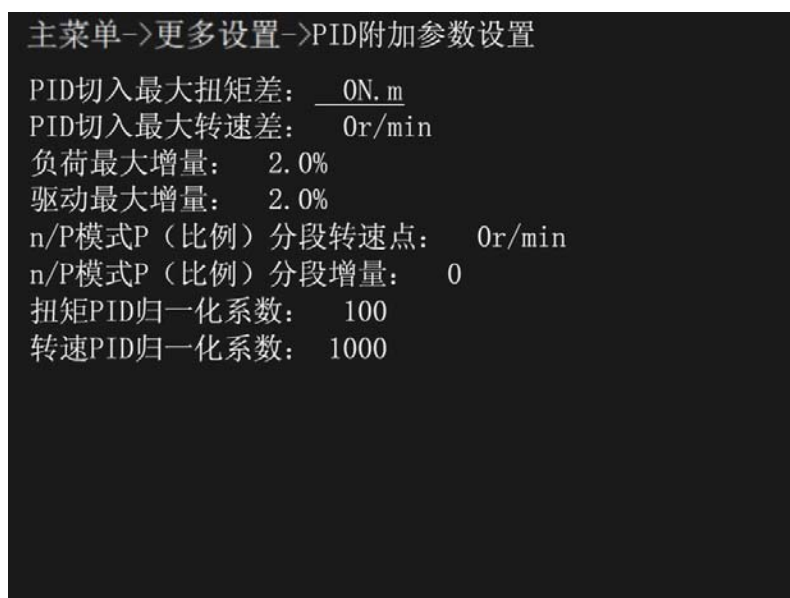 主菜单->更多设置->PID附加参数设置
PID切入最大扭矩差： 0N.m
PID切入最大转速差： 0r/min
负荷最大增量： 2.0%
驱动最大增量： 2.0%
n/P模式P（比例）分段转速点： 0r/min
n/P模式P（比例）分段增量： 0
扭矩PID归一化系数： 100
转速PID归一化系数： 1000